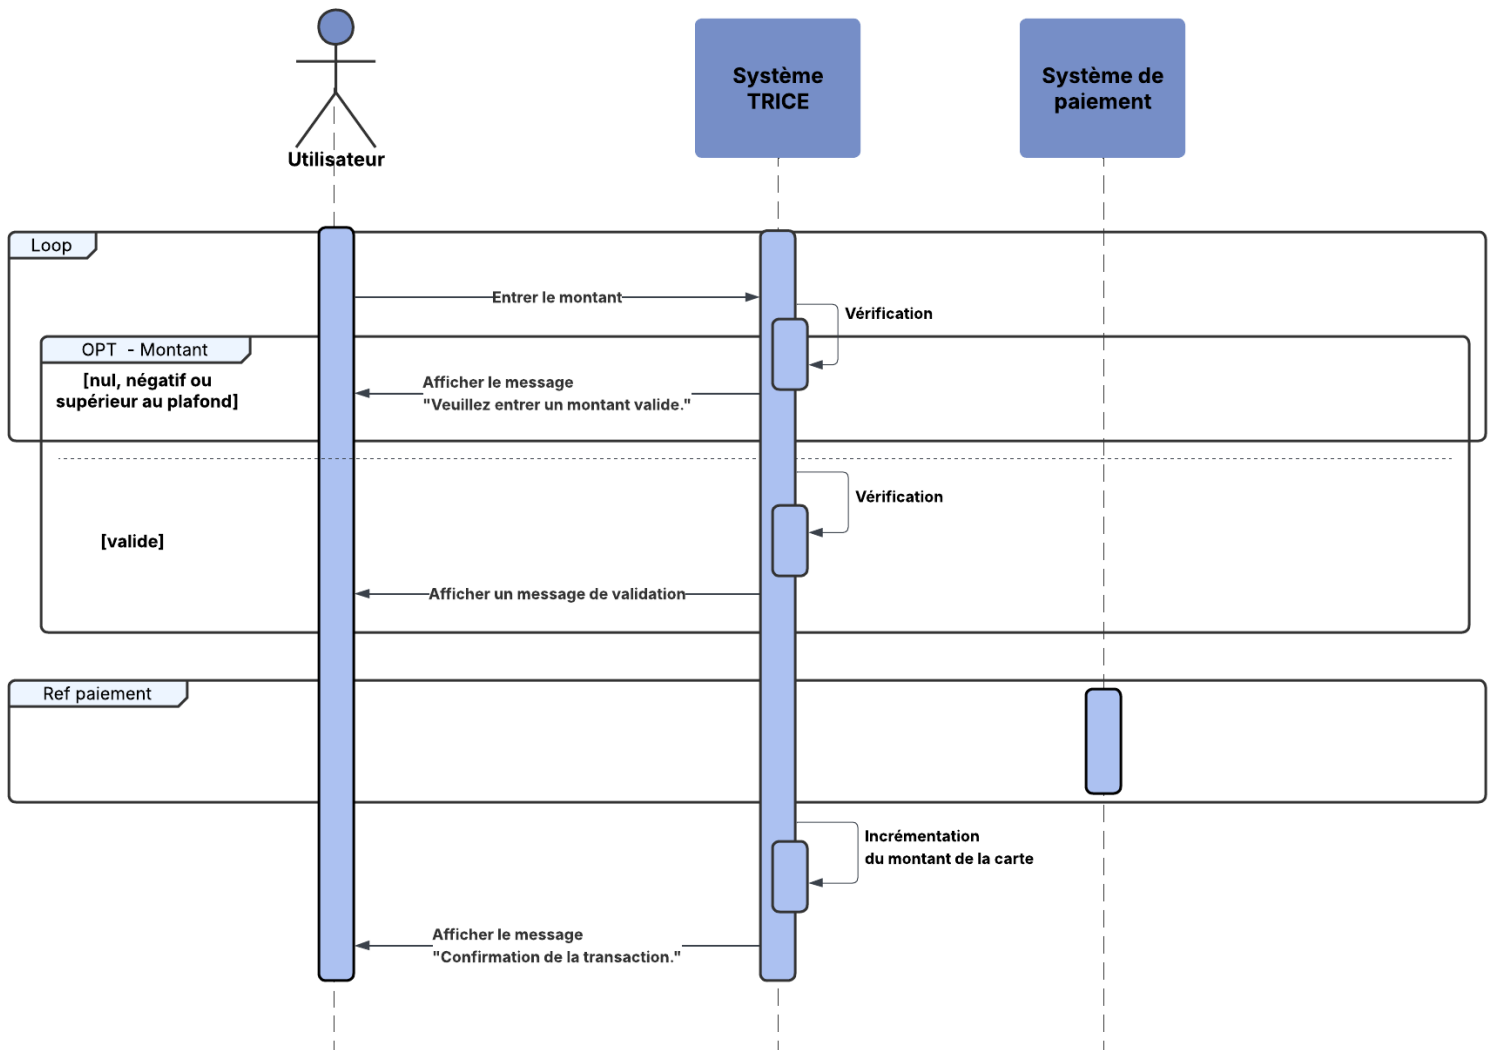 Utilisateur
Système
TRICE
Système de
paiement
Loop
Entrer le montant
Vérification
OPT - Montant
[nul, négatif ou
supérieur au plafond]
Afficher le message
"Veuillez entrer un montant valide."
Vérification
[valide]
Afficher un message de validation
Ref paiement
Incrémentation
du montant de la carte
Afficher le message
"Confirmation de la transaction."